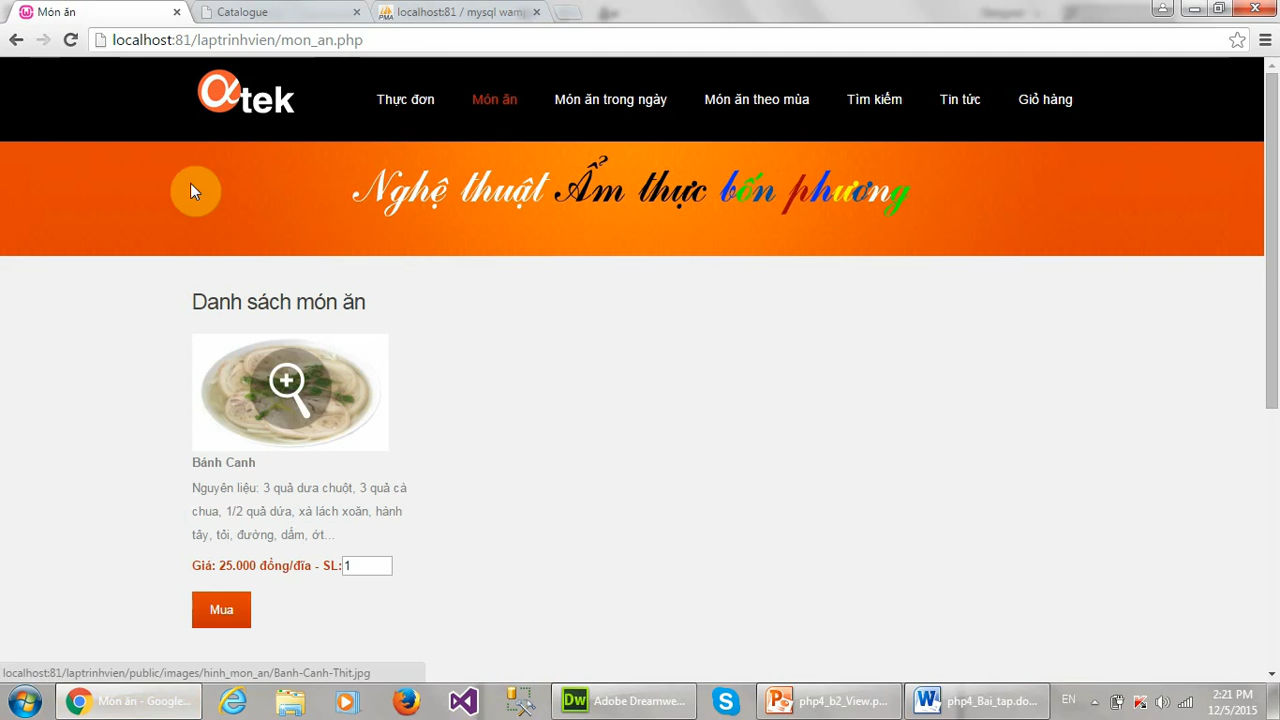 Món ăn
Catalogue
localhost:81 / mysql wamp
localhost:81/laptrinhvien/mon_an.php
αtek
Thực đơn
Món ăn
Món ăn trong ngày
Món ăn theo mùa
Tìm kiếm
Tin tức
Giỏ hàng
Nghệ thuật Ẩm thực bốn phương
Danh sách món ăn
Bánh Canh
Nguyên liệu: 3 quả dưa chuột, 3 quả cà
chua, 1/2 quả dứa, xà lách xoăn, hành
tây, tỏi, đường, dấm, ớt...
Giá: 25.000 đồng/đĩa - SL: 1
Mua
localhost:81/laptrinhvien/public/images/hinh_mon_an/Banh-Canh-Thit.jpg
Món ăn - Google...
Adobe Dreamwe...
php4_b2_View.p...
php4_Bai_tap.do...
EN
2:21 PM
12/5/2015